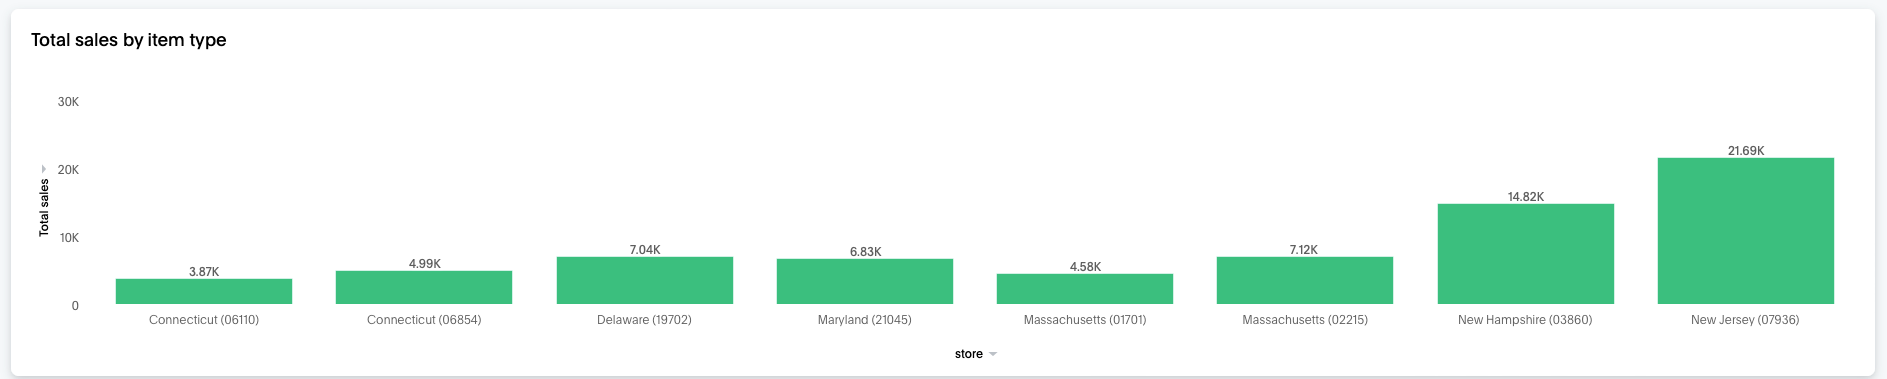 Total sales by item type
30K
20K
10K
0
Total sales
3.87K
4.99K
7.04K
6.83K
4.58K
7.12K
14.82K
21.69K
Connecticut (06110)
Connecticut (06854)
Delaware (19702)
Maryland (21045)
Massachusetts (01701)
Massachusetts (02215)
New Hampshire (03860)
New Jersey (07936)
store